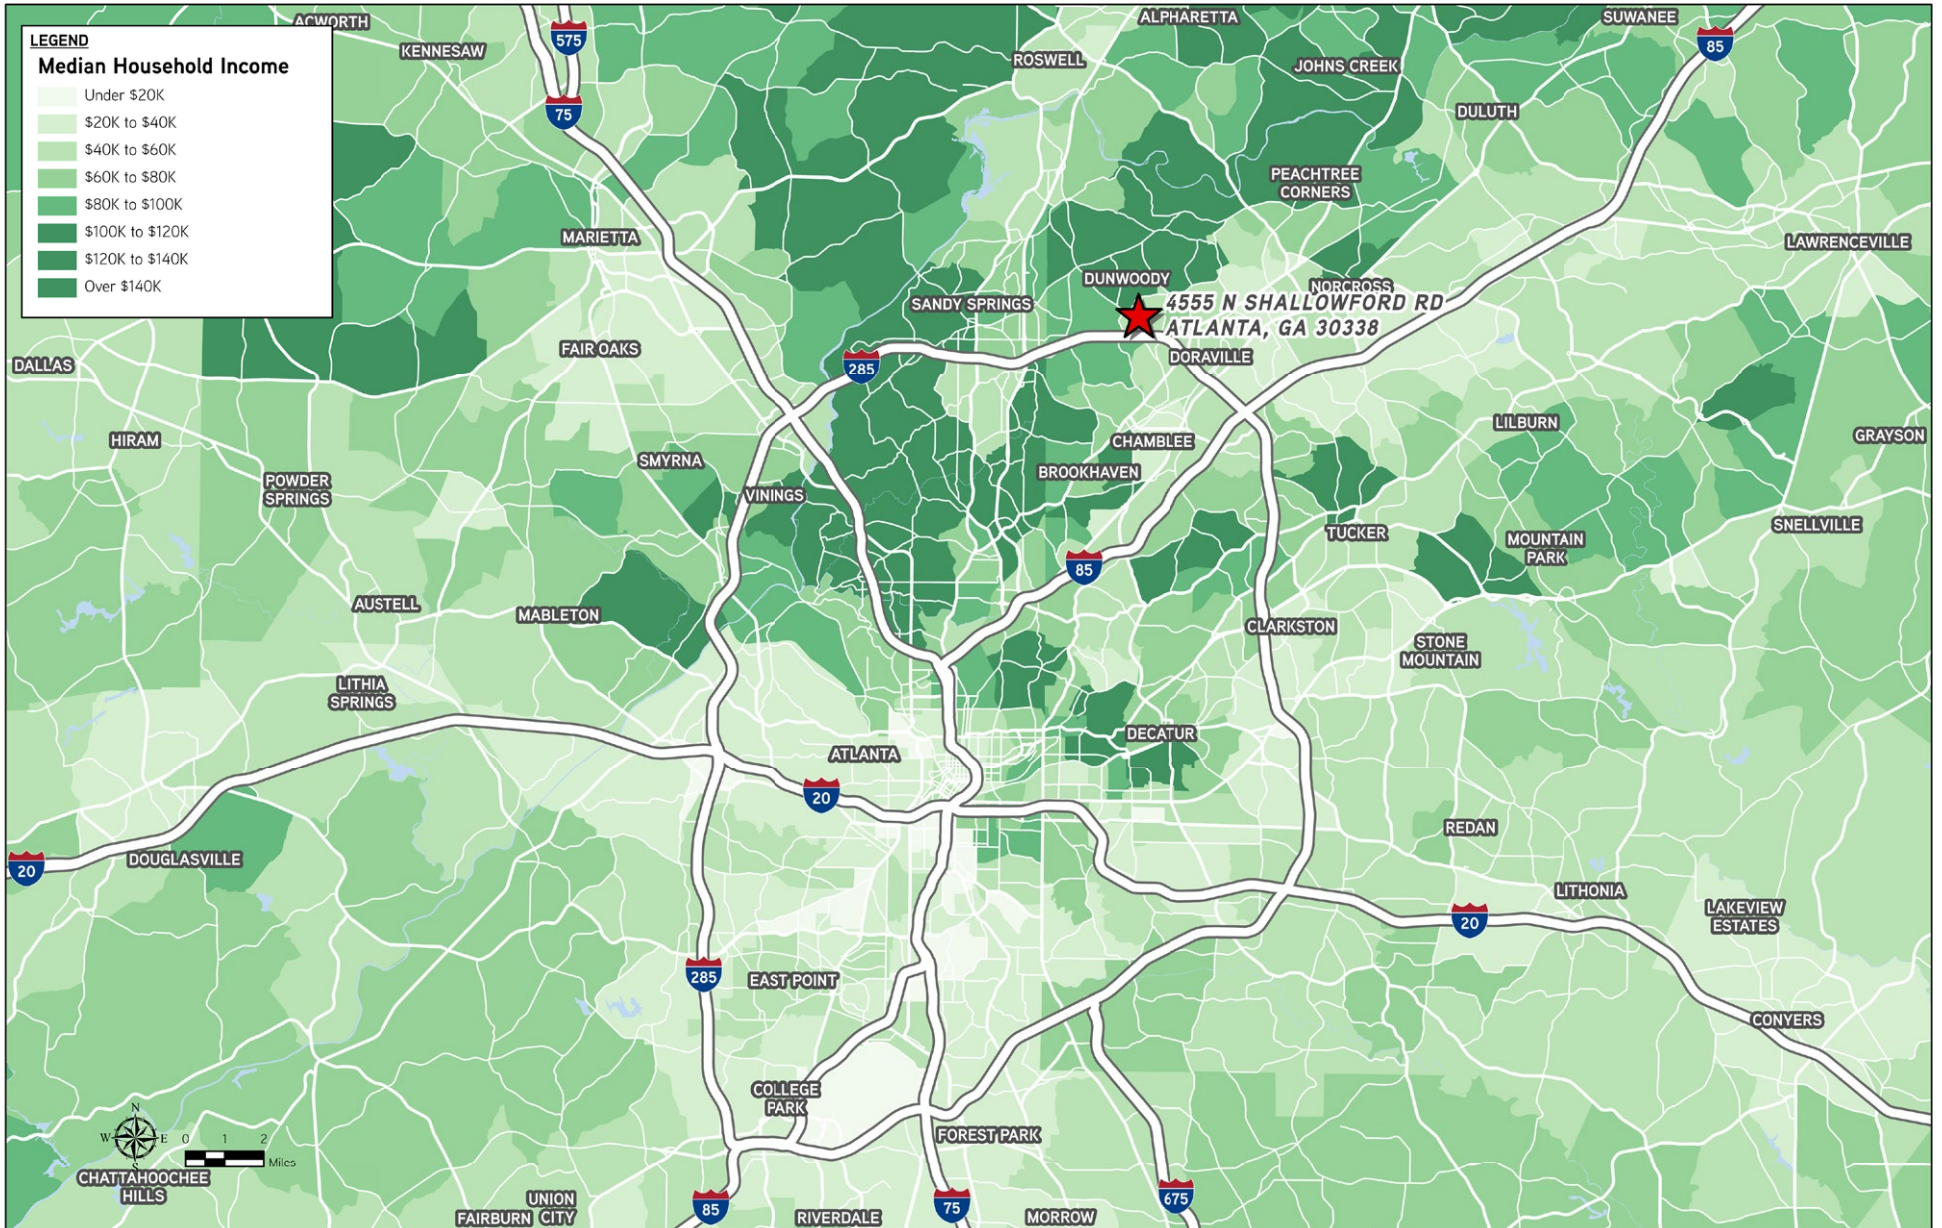 LEGEND
Median Household Income
Under $20K
$20K to $40K
$40K to $60K
$60K to $80K
$80K to $100K
$100K to $120K
$120K to $140K
Over $140K
ACWORTH
KENNESAW
575
75
ROSWELL
ALPHARETTA
JOHNS CREEK
SUWANEE
85
DULUTH
PEACHTREE
CORNERS
MARIETTA
LAWRENCEVILLE
DUNWOODY
NORCROSS
SANDY SPRINGS
4555 N SHALLOWFORD RD
ATLANTA, GA 30338
FAIR OAKS
DORAVILLE
285
DALLAS
HIRAM
LILBURN
GRAYSON
CHAMBLEE
SMYRNA
BROOKHAVEN
POWDER
SPRINGS
VININGS
TUCKER
SNELLVILLE
MOUNTAIN
PARK
85
AUSTELL
MABLETON
CLARKSTON
STONE
MOUNTAIN
LITHIA
SPRINGS
DECATUR
ATLANTA
20
REDAN
DOUGLASVILLE
20
LITHONIA
LAKEVIEW
ESTATES
20
285
EAST POINT
CONYERS
COLLEGE
PARK
FOREST PARK
N
W
E
S
0 1 2
Miles
CHATTAHOOCHEE
HILLS
UNION
CITY
FAIRBURN
85
RIVERDALE
75
MORROW
675